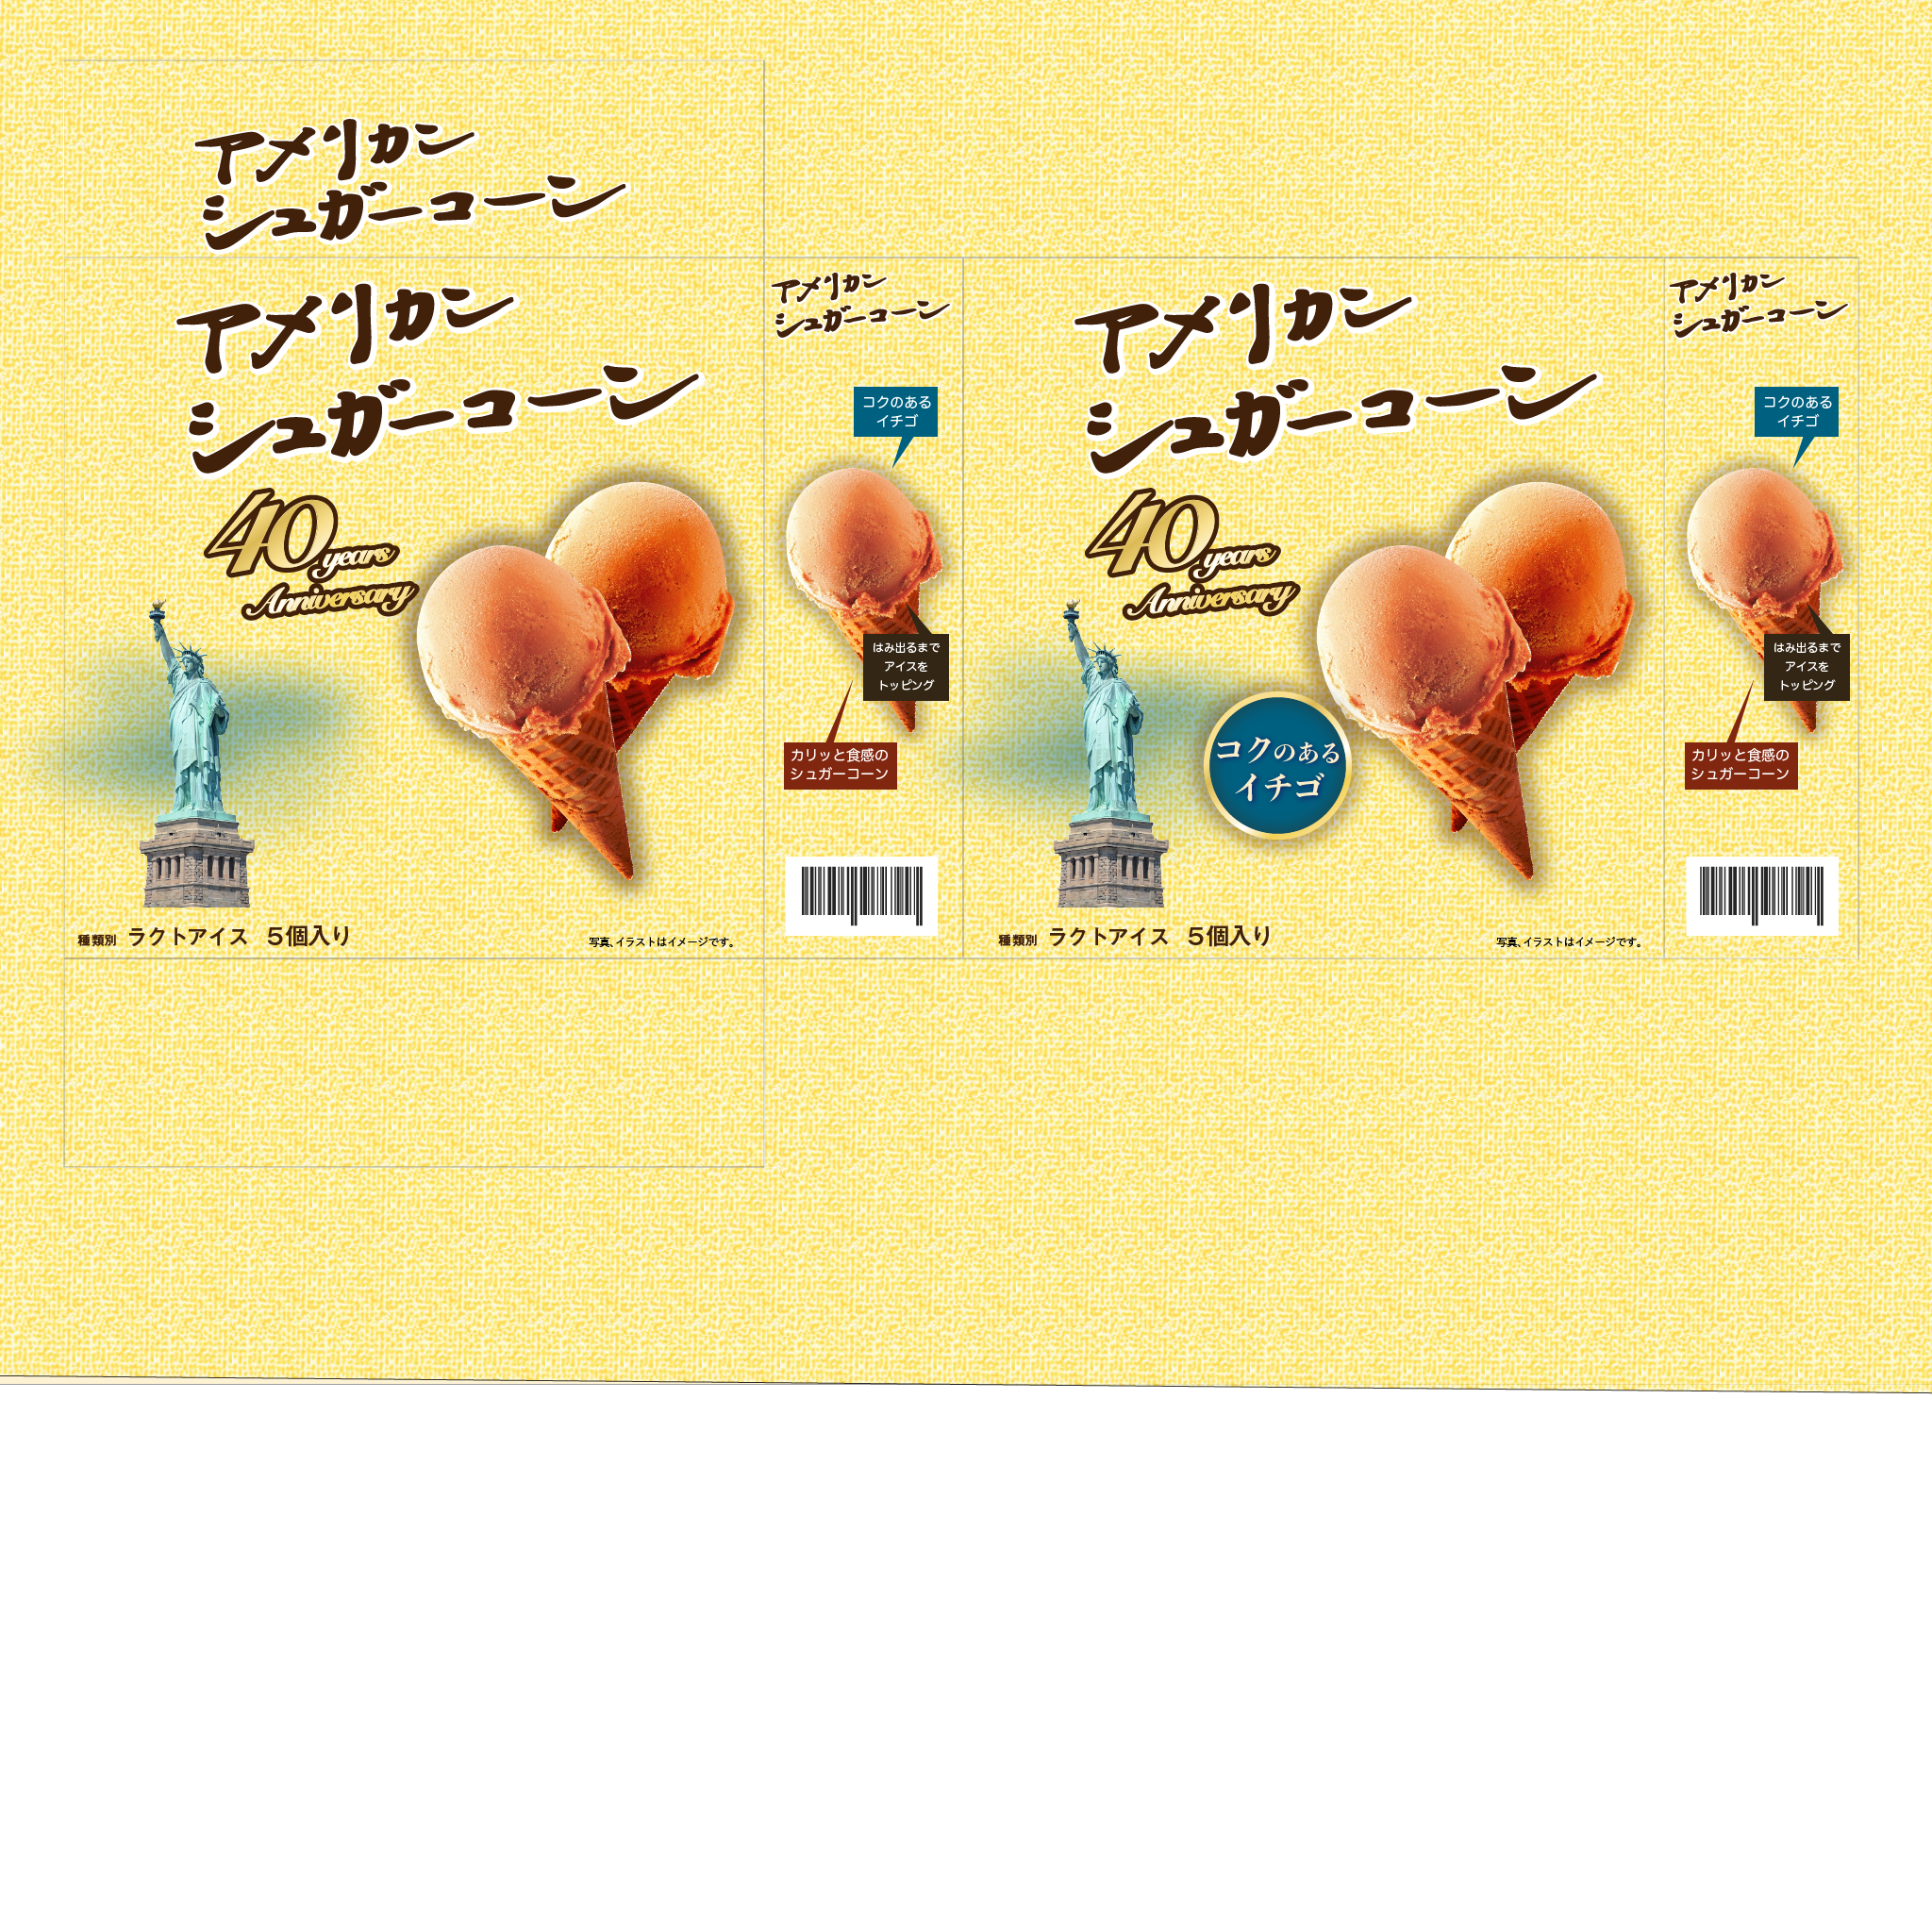 アメリカン
シュガーコーン
アメリカン
シュガーコーン
40 years
Anniversary
種類別 ラクトアイス 5個入り
写真、イラストはイメージです。
アメリカン
シュガーコーン
コクのある
イチゴ
はみ出るまで
アイスを
トッピング
カリッと食感の
シュガーコーン
アメリカン
シュガーコーン
40 years
Anniversary
コクのある
イチゴ
種類別 ラクトアイス 5個入り
写真、イラストはイメージです。
アメリカン
シュガーコーン
コクのある
イチゴ
はみ出るまで
アイスを
トッピング
カリッと食感の
シュガーコーン